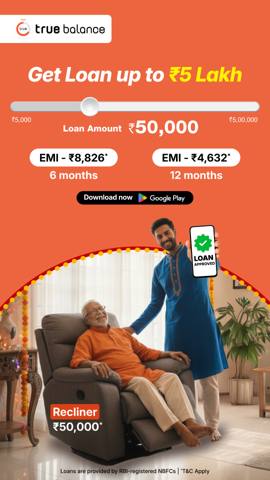 true balance
Get Loan up to ₹5 Lakh
₹5,000
₹5,00,000
Loan Amount ₹50,000
EMI - ₹8,826*
EMI - ₹4,632*
6 months
12 months
Download now Google Play
LOAN
APPROVED
Recliner
₹50,000*
Loans are provided by RBI-registered NBFCs | *T&C Apply